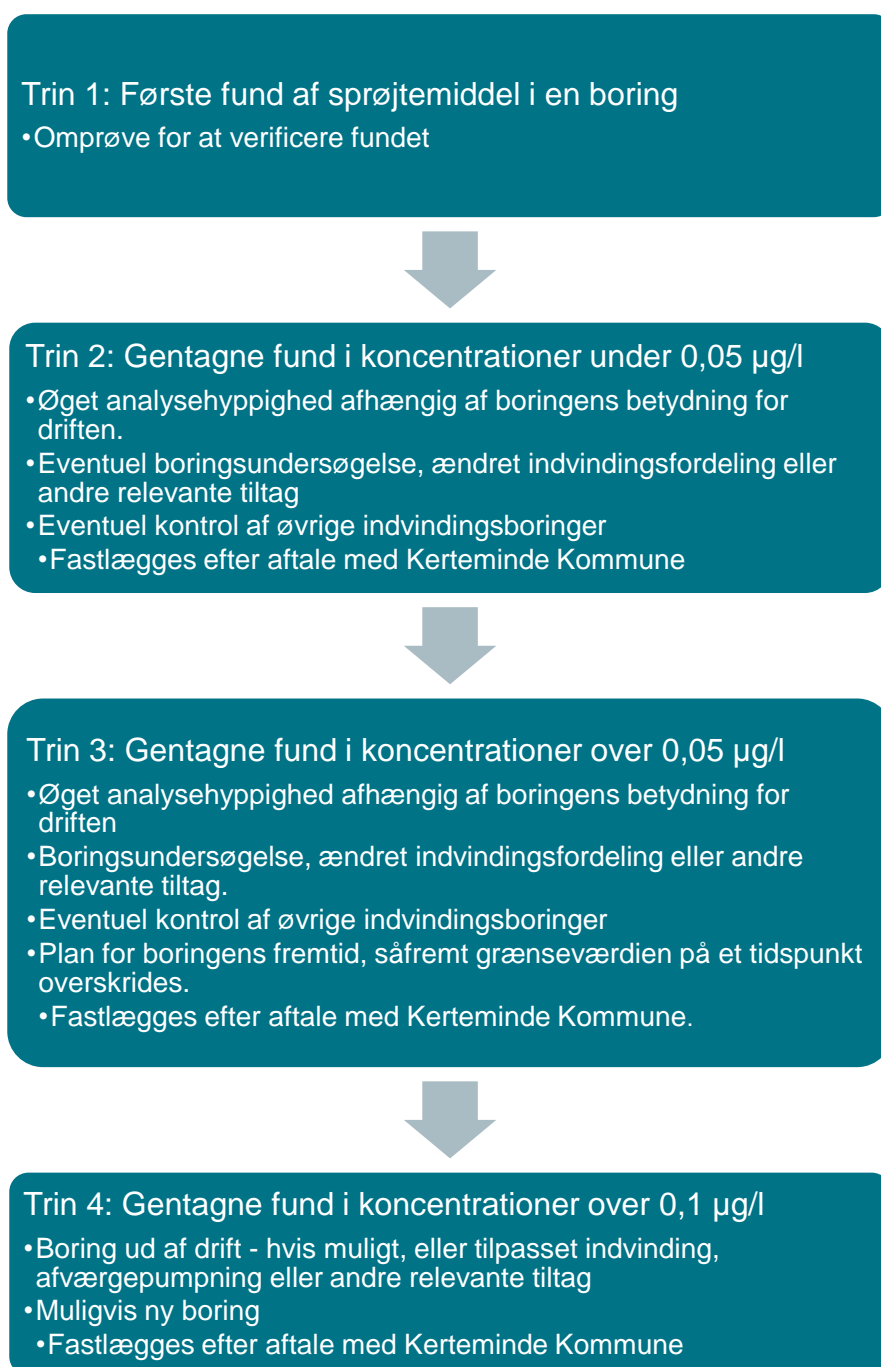 Trin 1: Første fund af sprøjtemiddel i en boring
•Omprøve for at verificere fundet
Trin 2: Gentagne fund i koncentrationer under 0,05 µg/l
•Øget analysehyppighed afhængig af boringens betydning for
driften.
•Eventuel boringsundersøgelse, ændret indvindingsfordeling eller
andre relevante tiltag
•Eventuel kontrol af øvrige indvindingsboringer
•Fastlægges efter aftale med Kerteminde Kommune
Trin 3: Gentagne fund i koncentrationer over 0,05 µg/l
•Øget analysehyppighed afhængig af boringens betydning for
driften
•Boringsundersøgelse, ændret indvindingsfordeling eller andre
relevante tiltag.
•Eventuel kontrol af øvrige indvindingsboringer
•Plan for boringens fremtid, såfremt grænseværdien på et tidspunkt
overskrides.
•Fastlægges efter aftale med Kerteminde Kommune.
Trin 4: Gentagne fund i koncentrationer over 0,1 µg/l
•Boring ud af drift - hvis muligt, eller tilpasset indvinding,
afværgepumpning eller andre relevante tiltag
•Muligvis ny boring
•Fastlægges efter aftale med Kerteminde Kommune